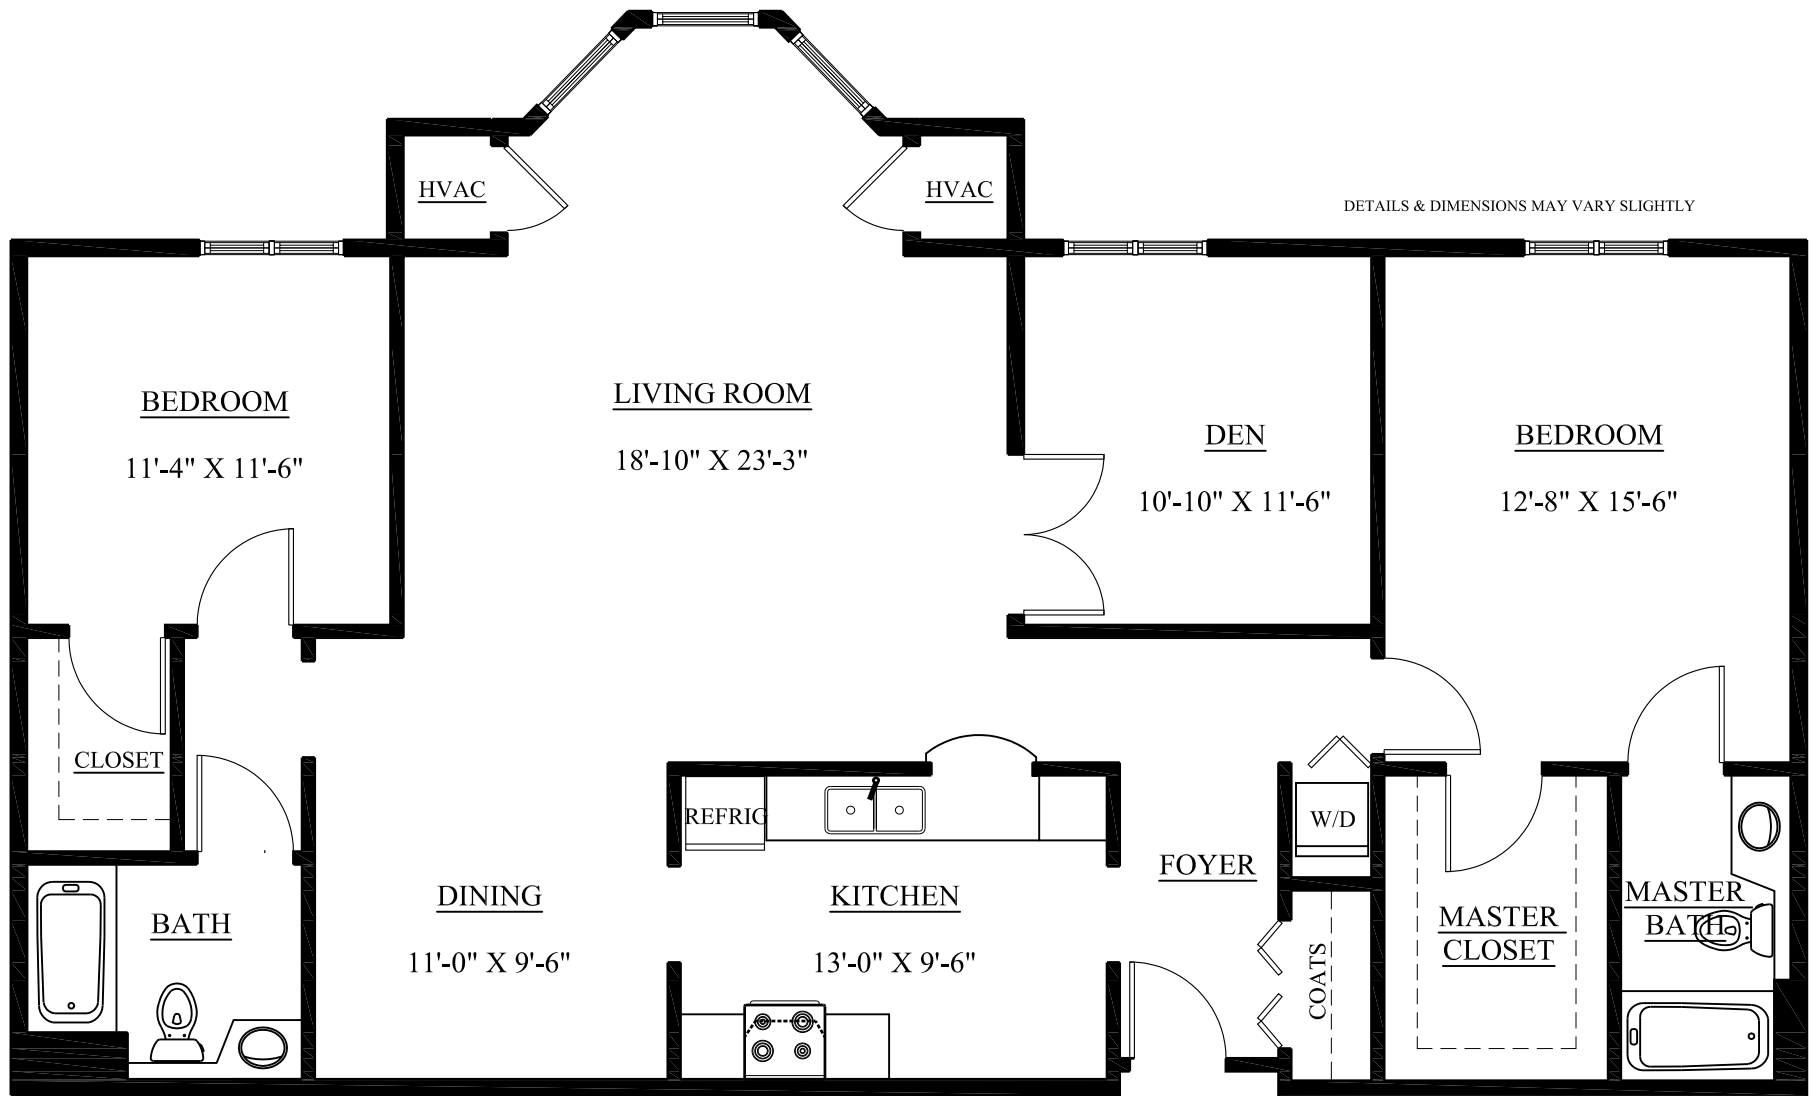 HVAC
HVAC
DETAILS & DIMENSIONS MAY VARY SLIGHTLY
BEDROOM
11'-4" X 11'-6"
LIVING ROOM
18'-10" X 23'-3"
DEN
10'-10" X 11'-6"
BEDROOM
12'-8" X 15'-6"
CLOSET
REFRIG
W/D
FOYER
BATH
DINING
11'-0" X 9'-6"
KITCHEN
13'-0" X 9'-6"
COATS
MASTER
CLOSET
MASTER
BATH